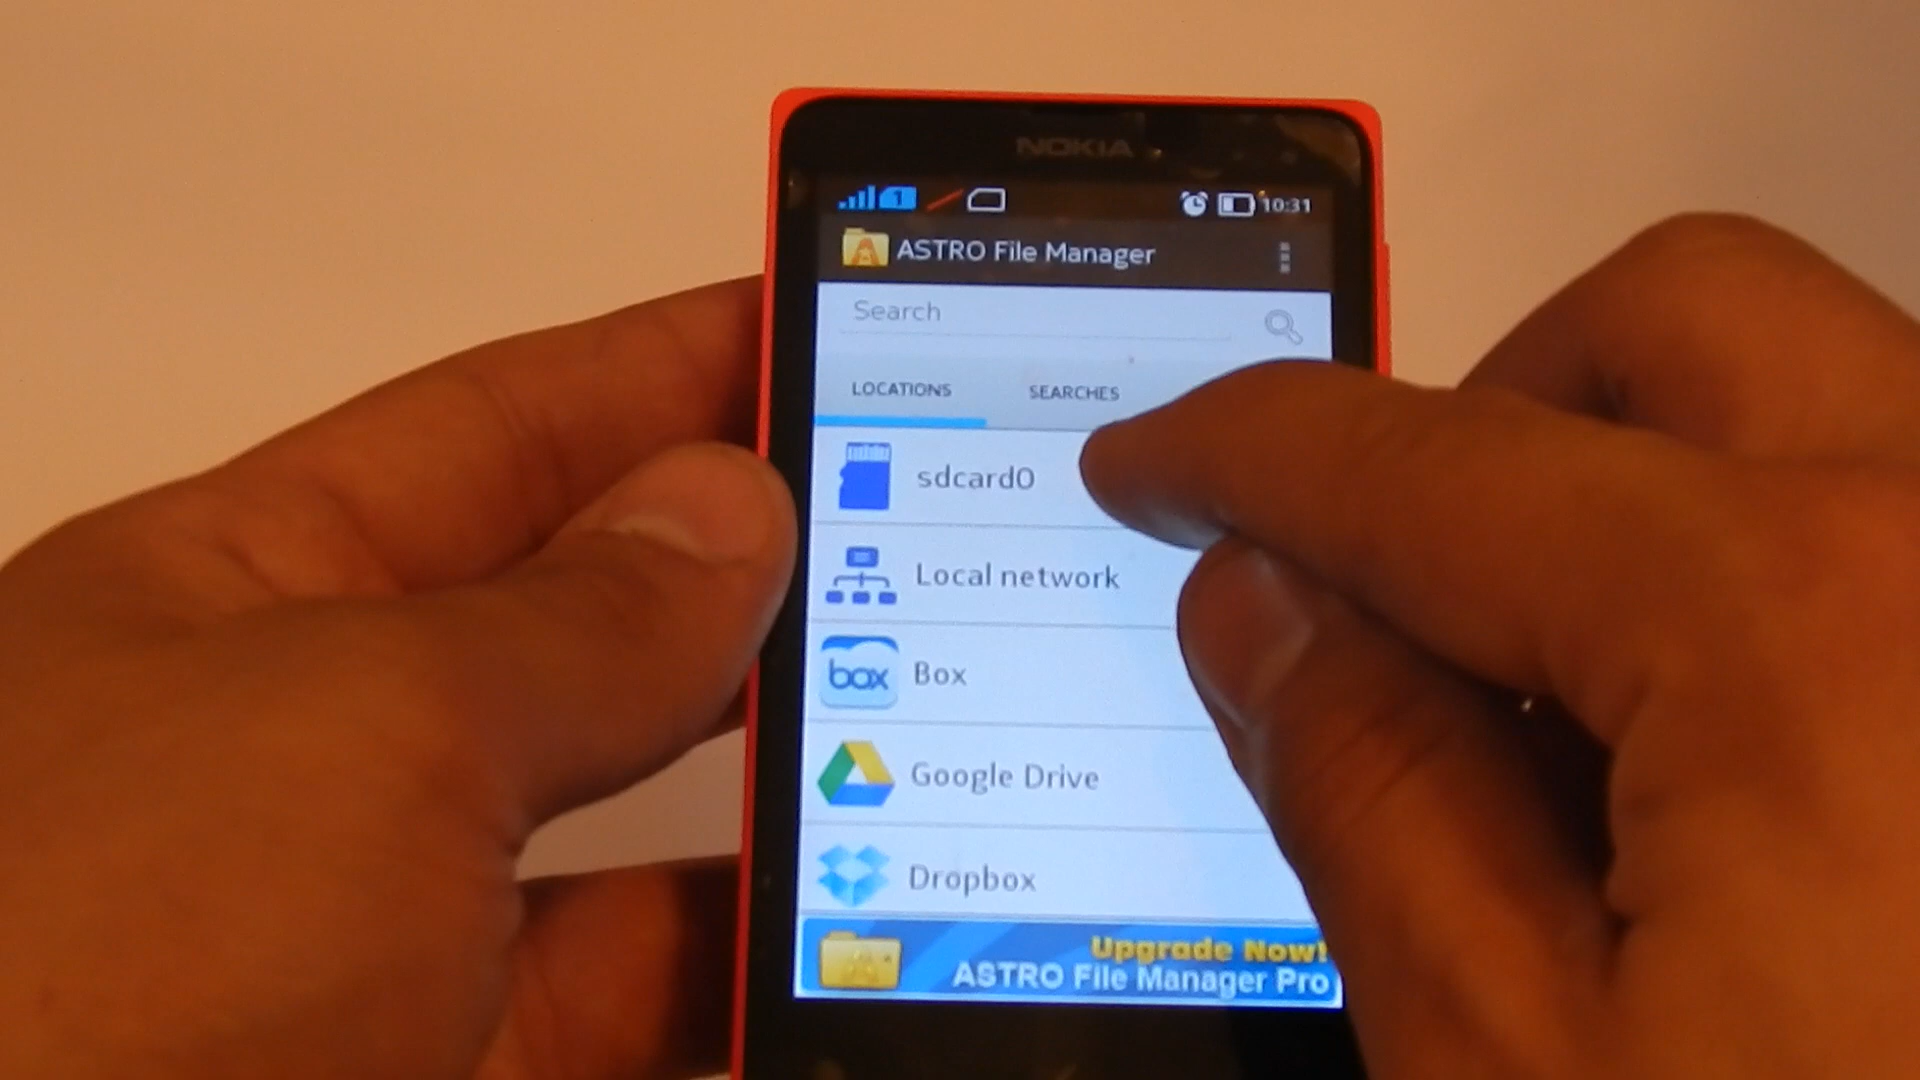 NOKIA
1
10:31
ASTRO File Manager
Search
LOCATIONS SEARCHES
sdcard0
Local network
box Box
Google Drive
Dropbox
Upgrade Now!
ASTRO File Manager Pro